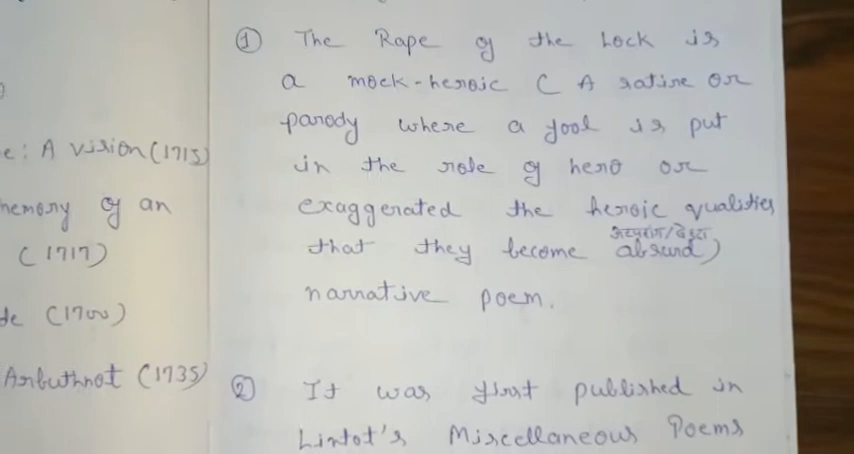 e: A vision (1715)
memory of an
(1717)
de (1700)
Arbuthnot (1735)
① The Rape of the Lock is
a mock-heroic ( A satire or
parody where a fool is put
in the role of hero or
exaggerated the heroic qualities
that they become absurd)
narrative poem.
② It was first published in
Lintot's Miscellaneous Poems